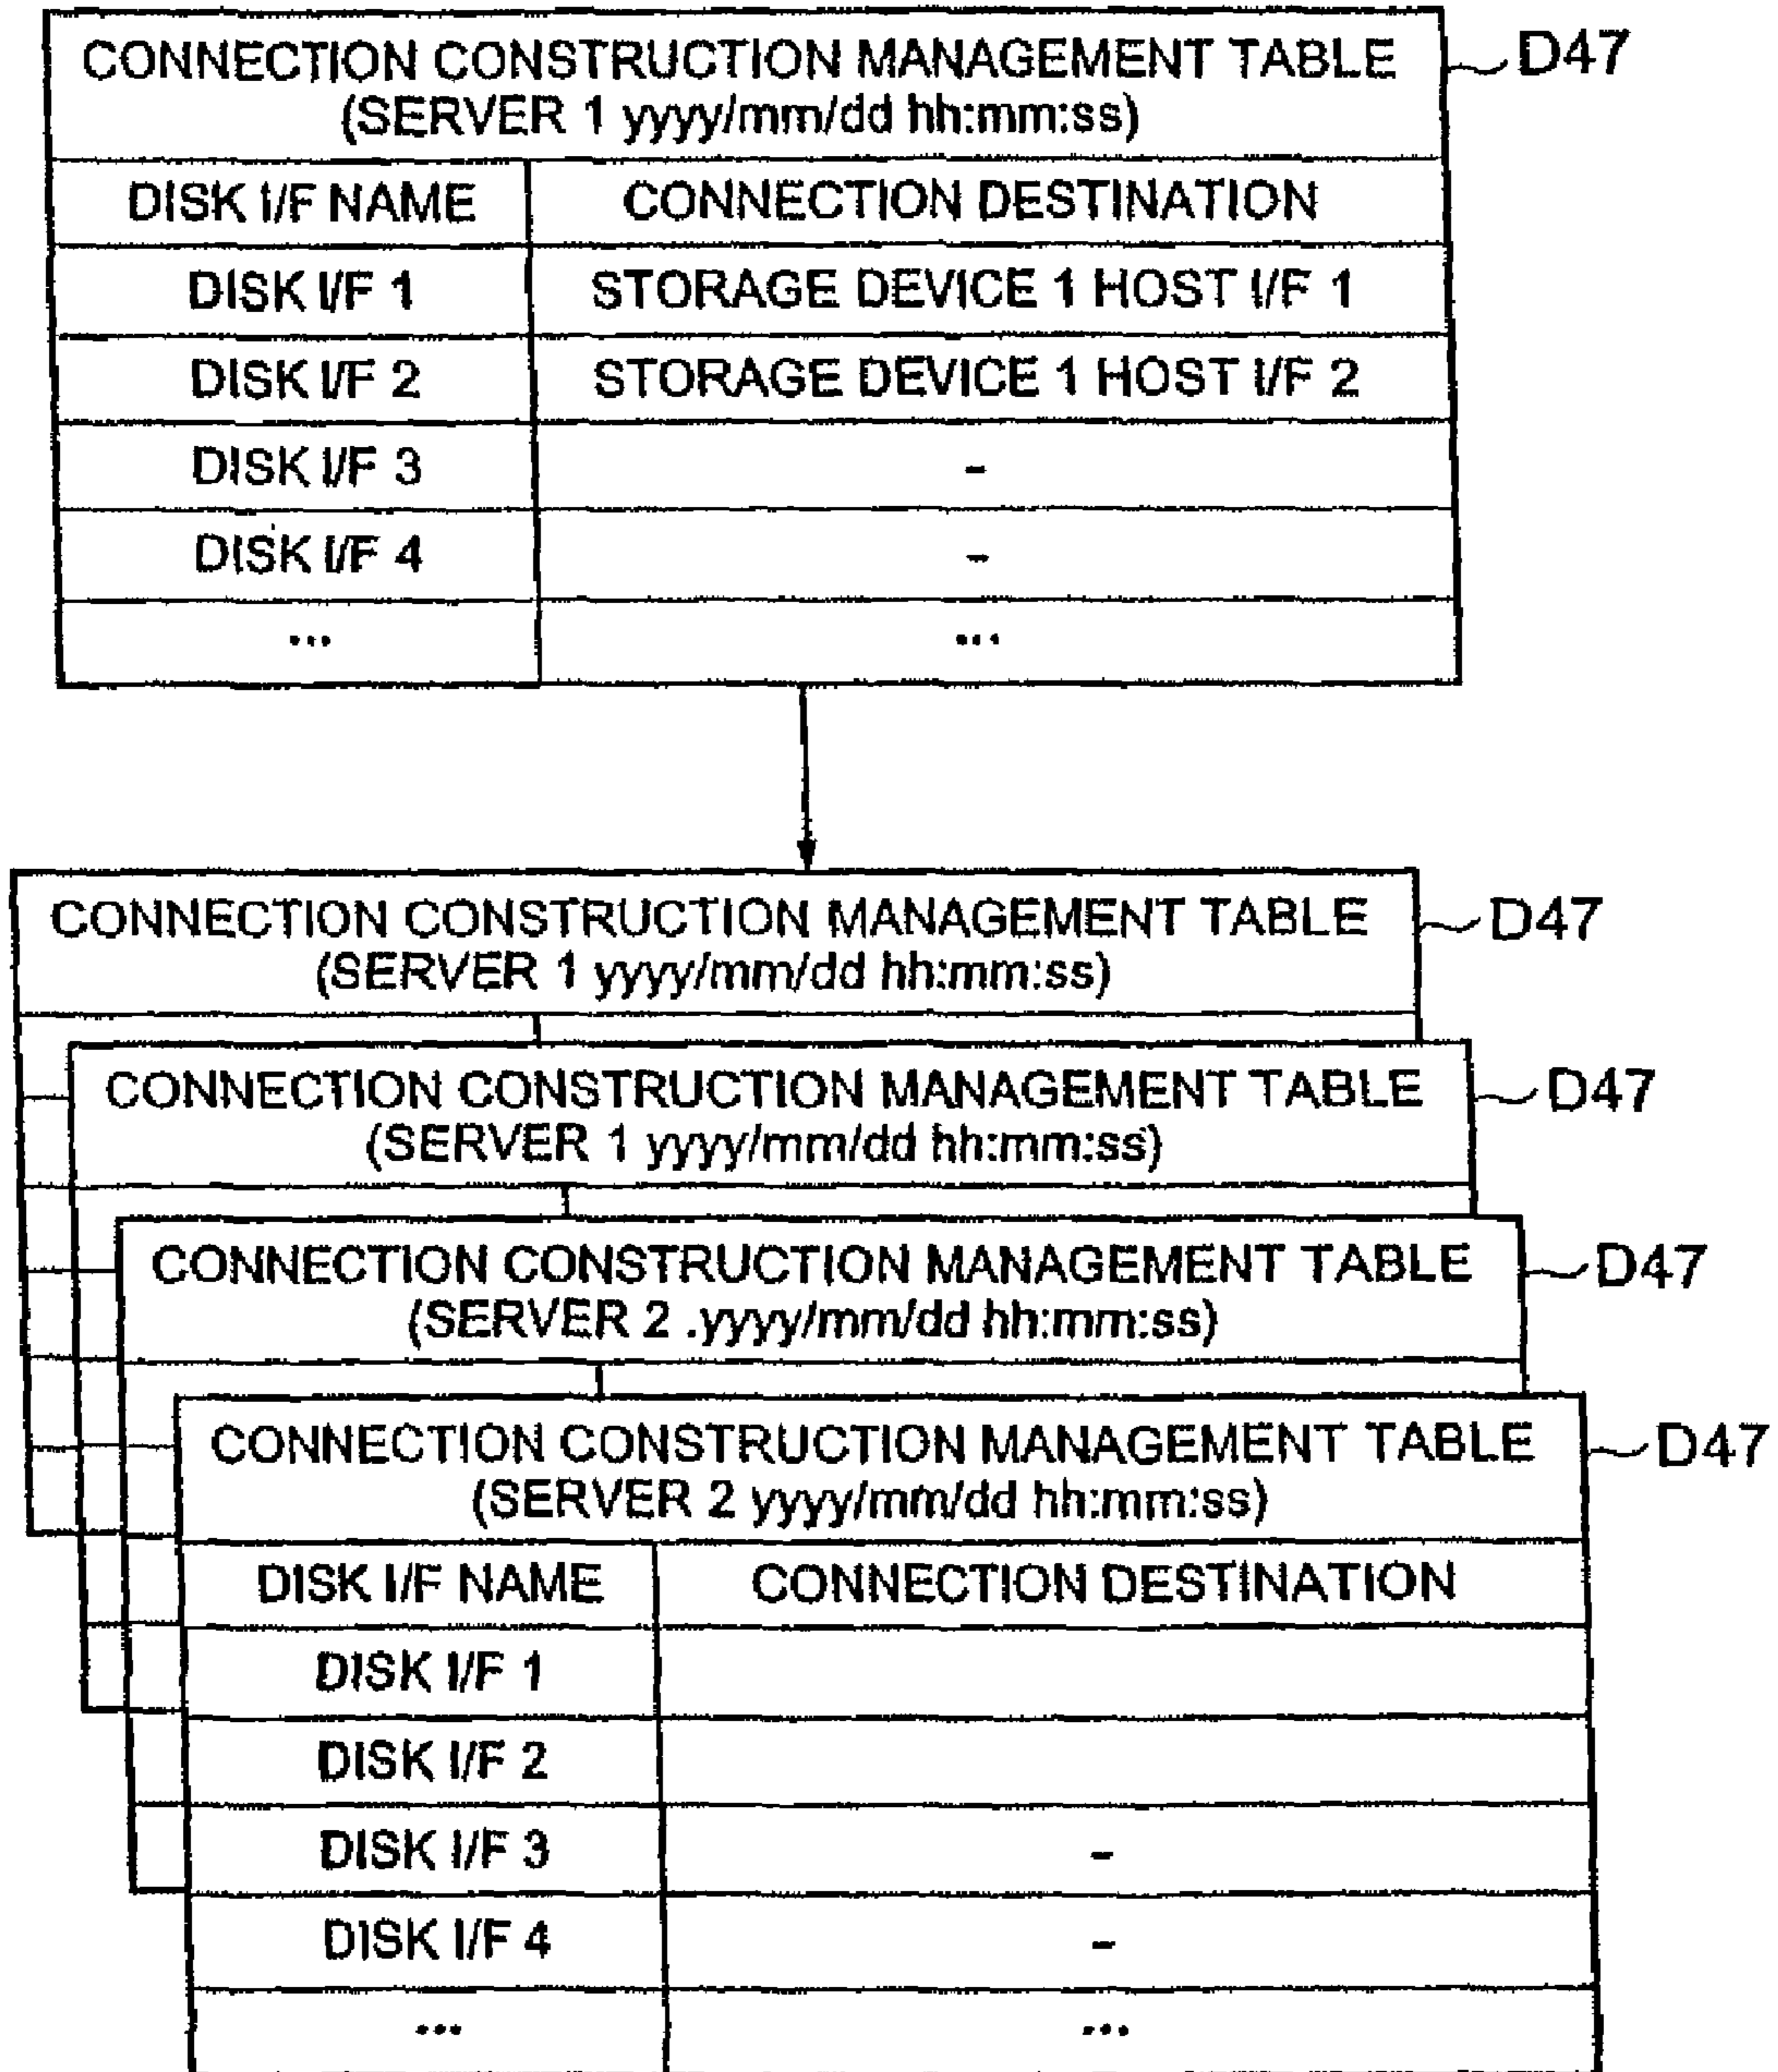 CONNECTION CONSTRUCTION MANAGEMENT TABLE D47
(SERVER 1 yyyy/mm/dd hh:mm:ss)
DISK I/F NAME CONNECTION DESTINATION
DISK I/F 1 STORAGE DEVICE 1 HOST I/F 1
DISK I/F 2 STORAGE DEVICE 1 HOST I/F 2
DISK I/F 3 -
DISK I/F 4 -
... ...
CONNECTION CONSTRUCTION MANAGEMENT TABLE D47
(SERVER 1 yyyy/mm/dd hh:mm:ss)
CONNECTION CONSTRUCTION MANAGEMENT TABLE D47
(SERVER 1 yyyy/mm/dd hh:mm:ss)
CONNECTION CONSTRUCTION MANAGEMENT TABLE D47
(SERVER 2 .yyyy/mm/dd hh:mm:ss)
CONNECTION CONSTRUCTION MANAGEMENT TABLE D47
(SERVER 2 yyyy/mm/dd hh:mm:ss)
DISK I/F NAME CONNECTION DESTINATION
DISK I/F 1
DISK I/F 2
DISK I/F 3 -
DISK I/F 4 -
... ...